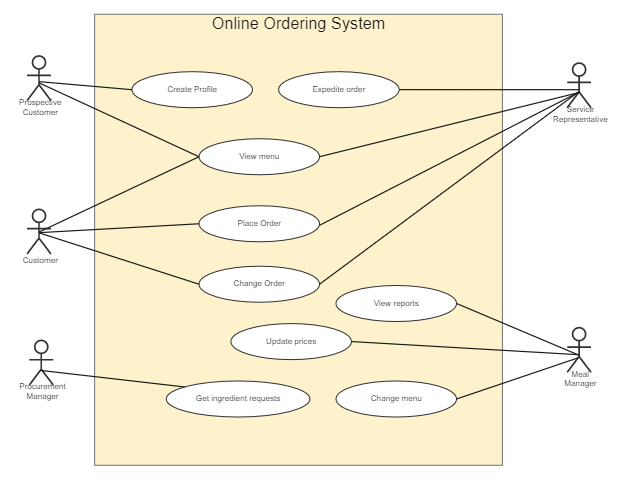 Online Ordering System
Create Profile
Expedite order
Prospective
Customer
Service
Representative
View menu
Place Order
Customer
Change Order
View reports
Update prices
Procurement
Manager
Meal
Manager
Get ingredient requests
Change menu